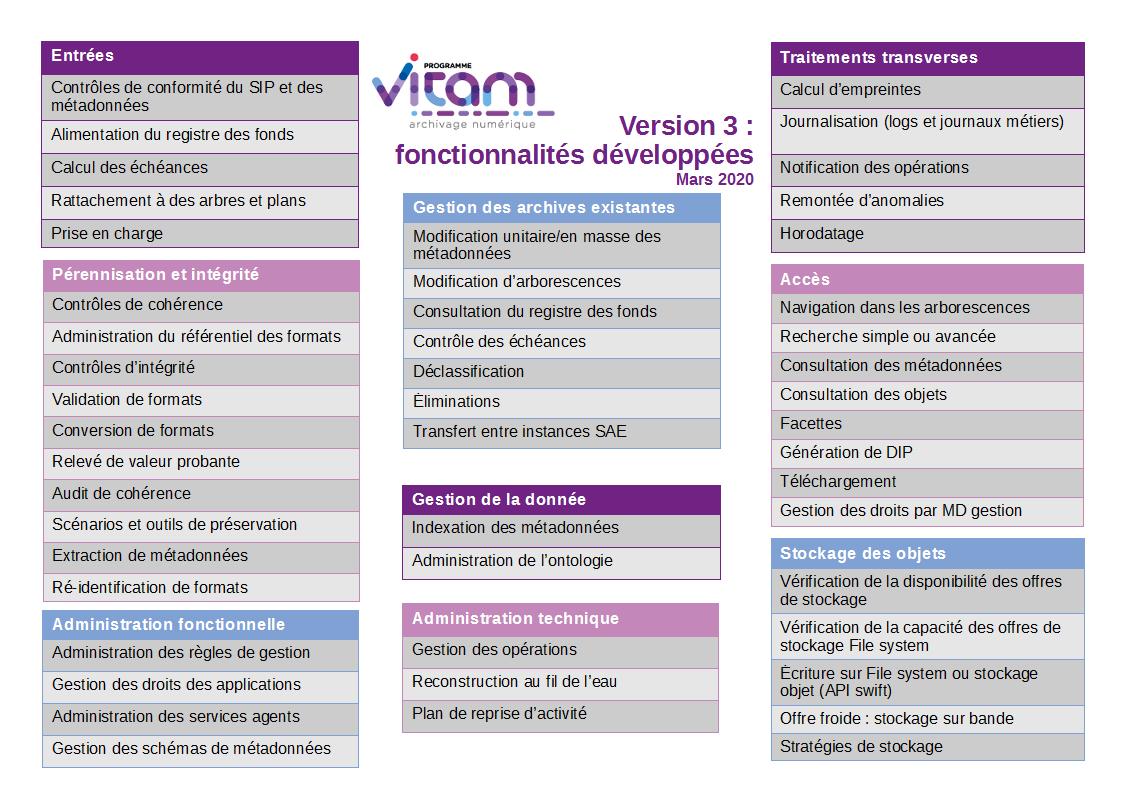 Entrées
Contrôles de conformité du SIP et des
métadonnées
Alimentation du registre des fonds
Calcul des échéances
Rattachement à des arbres et plans
Prise en charge
Pérennisation et intégrité
Contrôles de cohérence
Administration du référentiel des formats
Contrôles d’intégrité
Validation de formats
Conversion de formats
Relevé de valeur probante
Audit de cohérence
Scénarios et outils de préservation
Extraction de métadonnées
Ré-identification de formats
Administration fonctionnelle
Administration des règles de gestion
Gestion des droits des applications
Administration des services agents
Gestion des schémas de métadonnées
PROGRAMME
vitam
archivage numérique
Version 3 :
fonctionnalités développées
Mars 2020
Gestion des archives existantes
Modification unitaire/en masse des
métadonnées
Modification d’arborescences
Consultation du registre des fonds
Contrôle des échéances
Déclassification
Éliminations
Transfert entre instances SAE
Gestion de la donnée
Indexation des métadonnées
Administration de l’ontologie
Administration technique
Gestion des opérations
Reconstruction au fil de l’eau
Plan de reprise d’activité
Traitements transverses
Calcul d’empreintes
Journalisation (logs et journaux métiers)
Notification des opérations
Remontée d’anomalies
Horodatage
Accès
Navigation dans les arborescences
Recherche simple ou avancée
Consultation des métadonnées
Consultation des objets
Facettes
Génération de DIP
Téléchargement
Gestion des droits par MD gestion
Stockage des objets
Vérification de la disponibilité des offres
de stockage
Vérification de la capacité des offres de
stockage File system
Écriture sur File system ou stockage
objet (API swift)
Offre froide : stockage sur bande
Stratégies de stockage